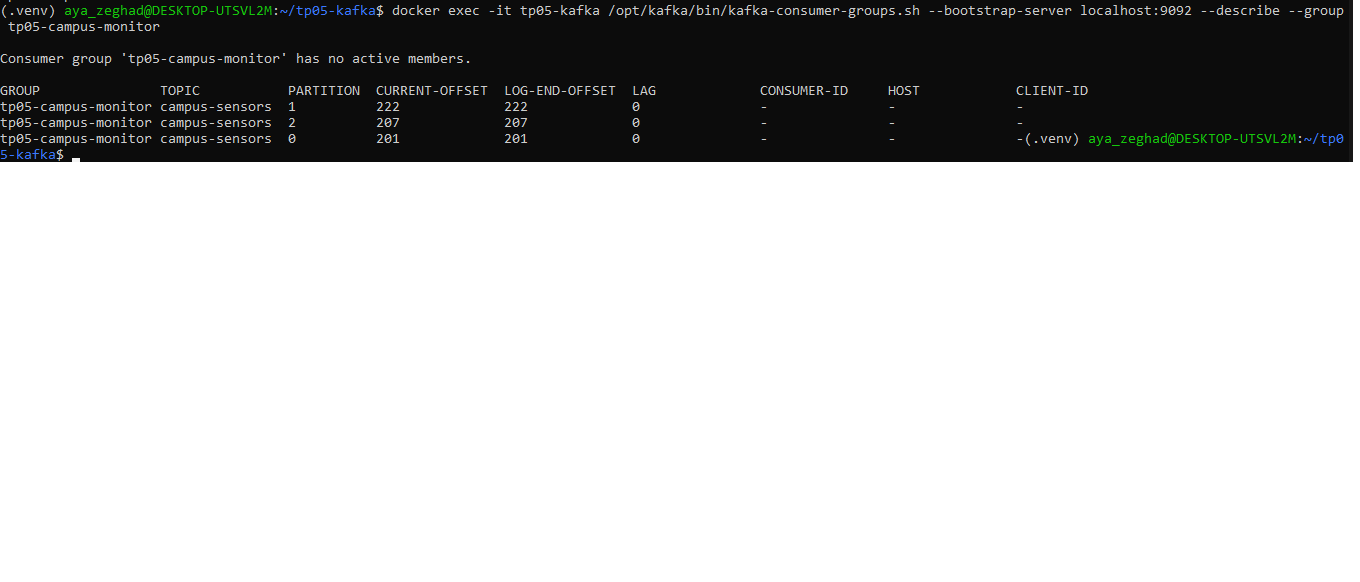 (.venv) aya_zeghad@DESKTOP-UTSVL2M:~/tp05-kafka$ docker exec -it tp05-kafka /opt/kafka/bin/kafka-consumer-groups.sh --bootstrap-server localhost:9092 --describe --group
 tp05-campus-monitor

Consumer group 'tp05-campus-monitor' has no active members.

GROUP               TOPIC           PARTITION  CURRENT-OFFSET  LOG-END-OFFSET  LAG             CONSUMER-ID     HOST            CLIENT-ID
tp05-campus-monitor campus-sensors  1          222             222             0               -               -               -
tp05-campus-monitor campus-sensors  2          207             207             0               -               -               -
tp05-campus-monitor campus-sensors  0          201             201             0               -               -               -(.venv) aya_zeghad@DESKTOP-UTSVL2M:~/tp0
5-kafka$